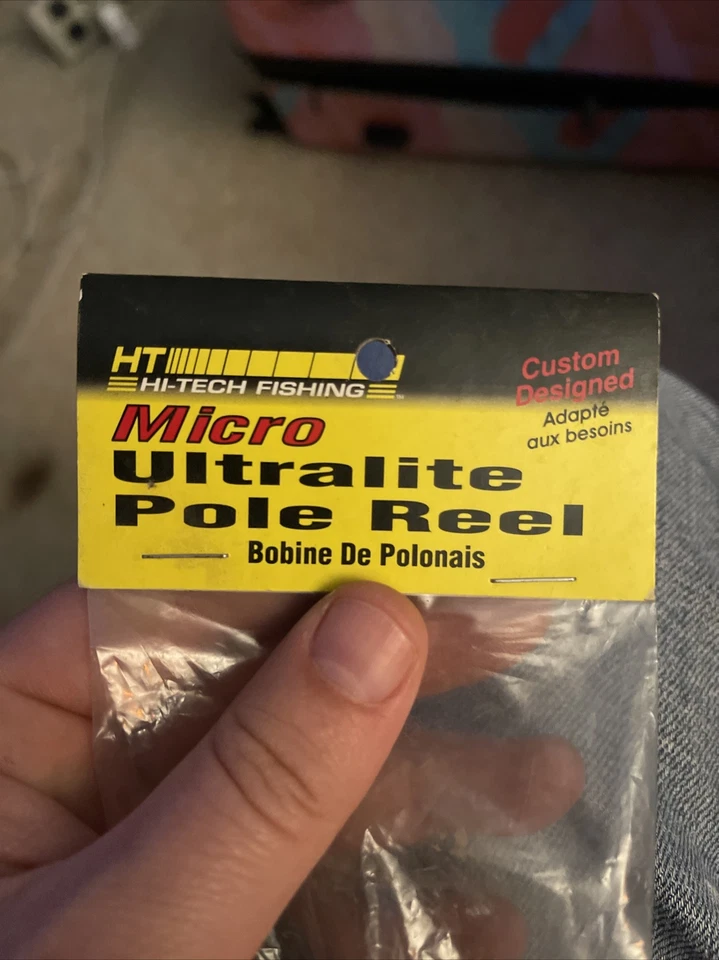 HT
HI-TECH FISHING
Custom
Designed
Adapté
aux besoins
Micro
Ultralite
Pole Reel
Bobine De Polonais